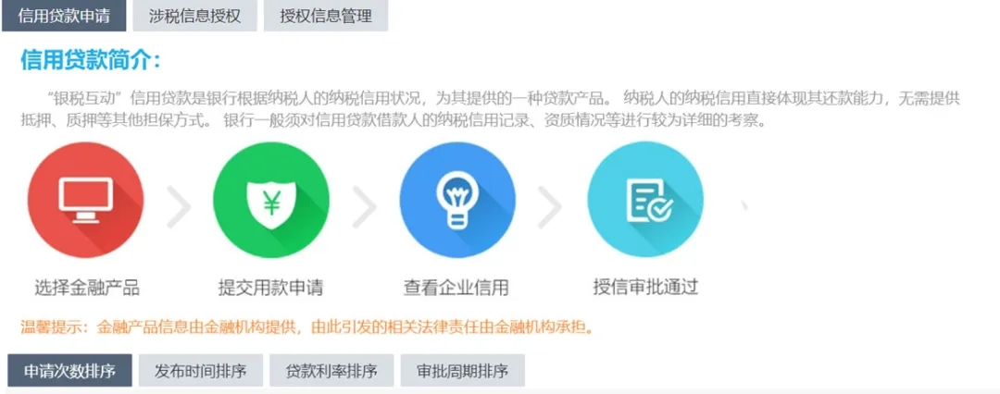 信用贷款申请 涉税信息授权 授权信息管理
信用贷款简介：
“银税互动”信用贷款是银行根据纳税人的纳税信用状况，为其提供的一种贷款产品。 纳税人的纳税信用直接体现其还款能力，无需提供
抵押、质押等其他担保方式。 银行一般须对信用贷款借款人的纳税信用记录、资质情况等进行较为详细的考察。
¥
选择金融产品 提交用款申请 查看企业信用 授信审批通过
温馨提示：金融产品信息由金融机构提供，由此引发的相关法律责任由金融机构承担。
申请次数排序 发布时间排序 贷款利率排序 审批周期排序